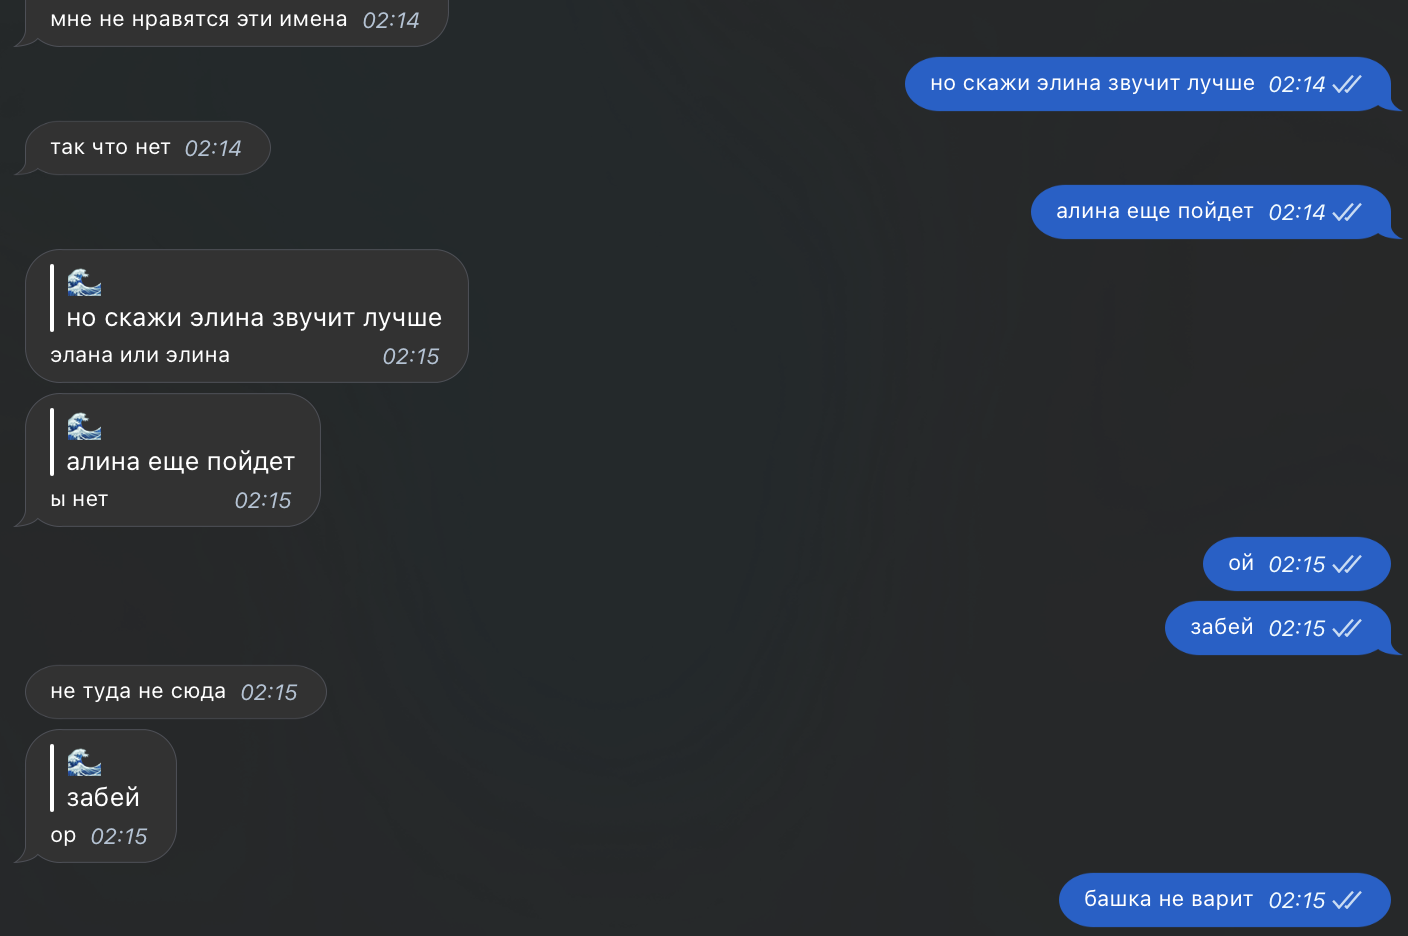 мне не нравятся эти имена 02:14
но скажи элина звучит лучше 02:14
так что нет 02:14
алина еще пойдет 02:14
🌊
но скажи элина звучит лучше
элана или элина 02:15
🌊
алина еще пойдет
ы нет 02:15
ой 02:15
забей 02:15
не туда не сюда 02:15
🌊
забей
ор 02:15
башка не варит 02:15